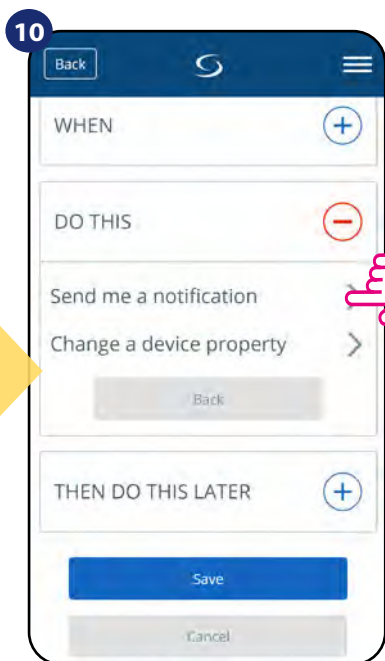 10
Back
WHEN
DO THIS
Send me a notification
Change a device property
Back
THEN DO THIS LATER
Save
Cancel